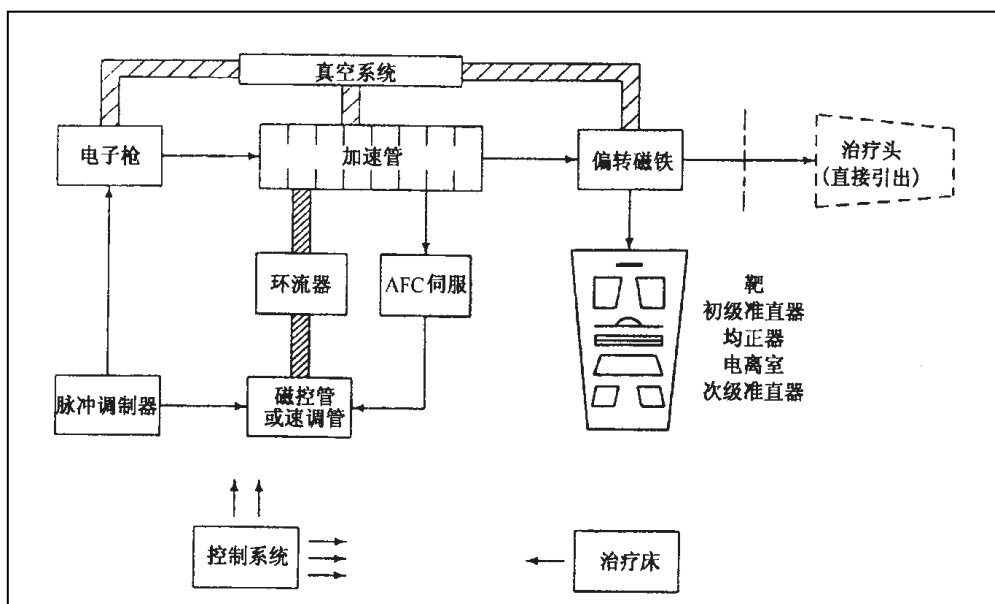 真空系统
电子枪
加速管
偏转磁铁
治疗头
(直接引出)
环流器
AFC伺服
靶
初级准直器
均正器
电离室
次级准直器
脉冲调制器
磁控管
或速调管
控制系统
治疗床